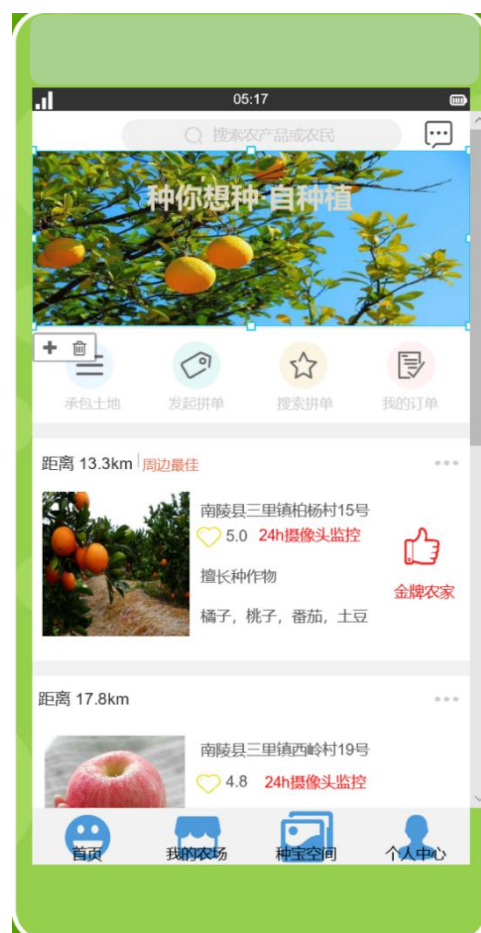 05:17
搜索农产品或农民
种你想种 自种植
承包土地 发起拼单 搜索拼单 我的订单
距离 13.3km 周边最佳
南陵县三里镇柏杨村15号
5.0 24h摄像头监控
擅长种作物
金牌农家
橘子，桃子，番茄，土豆
距离 17.8km
南陵县三里镇西岭村19号
4.8 24h摄像头监控
首页 我的农场 种宝空间 个人中心